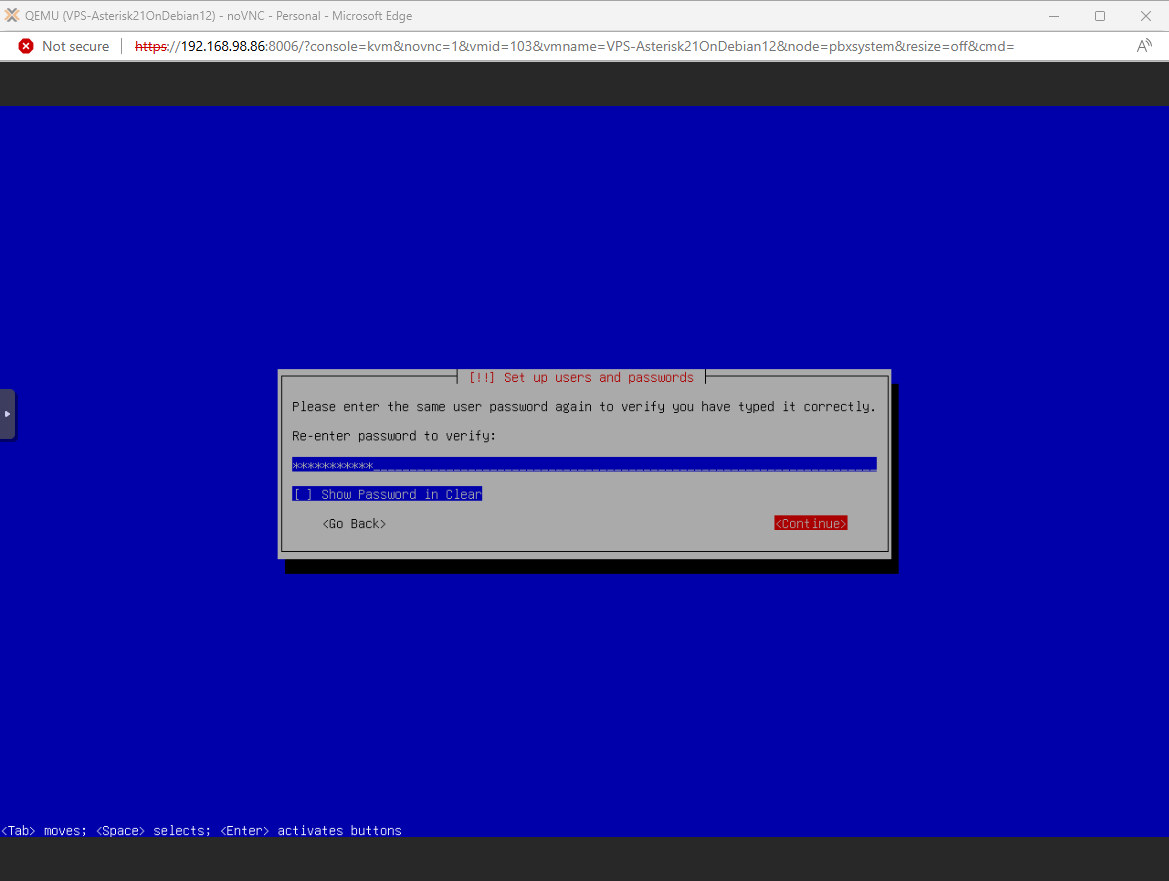 QEMU (VPS-Asterisk21OnDebian12) - noVNC - Personal - Microsoft Edge
Not secure | https://192.168.98.86:8006/?console=kvm&novnc=1&vmid=103&vmname=VPS-Asterisk21OnDebian12&node=pbxsystem&resize=off&cmd=
[!!] Set up users and passwords
Please enter the same user password again to verify you have typed it correctly.
Re-enter password to verify:
***********
[ ] Show Password in Clear
<Go Back> <Continue>
<Tab> moves; <Space> selects; <Enter> activates buttons